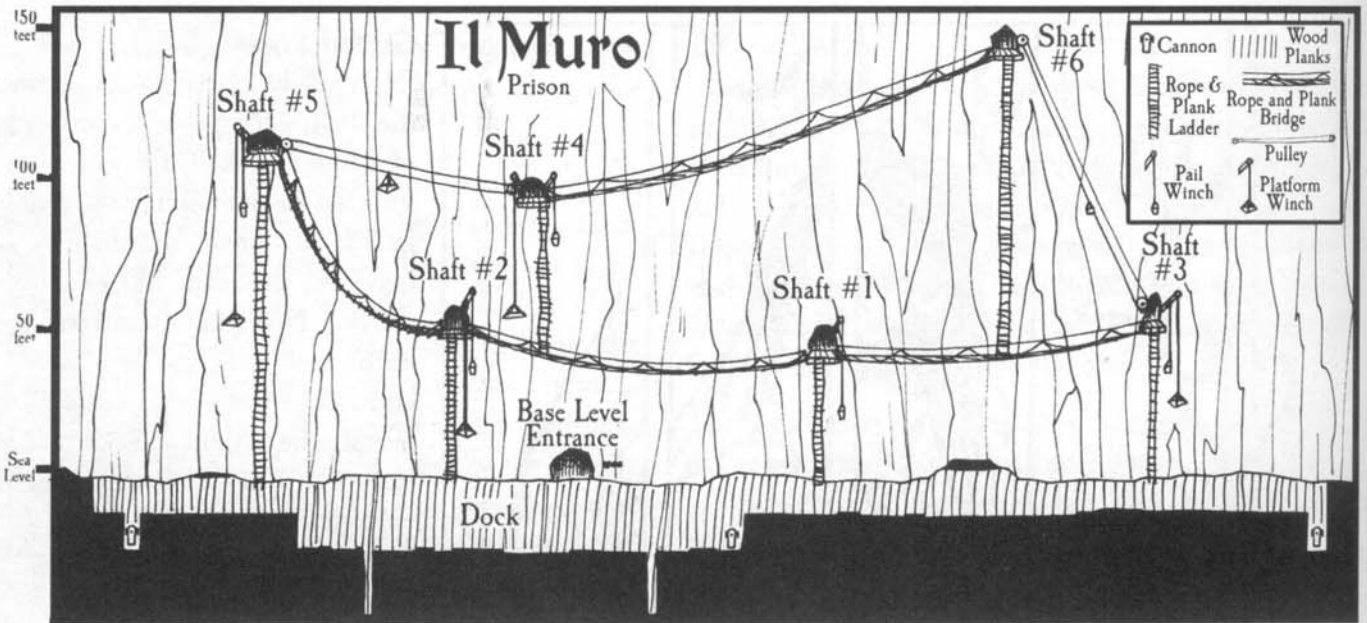 150
feet
Il Muro
Prison
Shaft #6
Shaft #5
Shaft #4
100
feet
Shaft #2
Shaft #1
Shaft
#3
50
feet
Base Level
Entrance
Sea
Level
Dock
Cannon
Wood
Planks
Rope &
Plank
Ladder
Rope and Plank
Bridge
Pulley
Pail
Winch
Platform
Winch